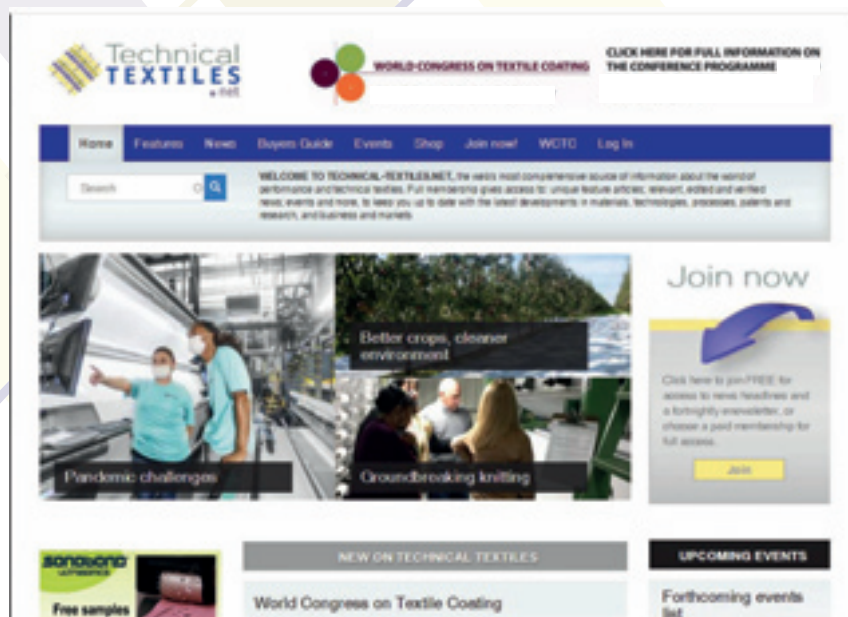 Technical
TEXTILES
.net
WORLD CONGRESS ON TEXTILE COATING
CLICK HERE FOR FULL INFORMATION ON
THE CONFERENCE PROGRAMME
Home Features News Buyers Guide Events Shop Join now! WCTC Log In
Search
WELCOME TO TECHNICAL-TEXTILES.NET, the web's most comprehensive source of information about the world of
performance and technical textiles. Full membership gives access to: unique feature articles; relevant, edited and verified
news; events and more, to keep you up to date with the latest developments in materials, technologies, processes, patents and
research, and business and markets
Better crops, cleaner
environment
Pandemic challenges
Groundbreaking knitting
Join now
Click here to join FREE for
access to news headlines and
a fortnightly enewsletter, or
choose a paid membership for
full access.
Join
SONOBOND
ULTRASONICS
Free samples
NEW ON TECHNICAL TEXTILES
World Congress on Textile Coating
UPCOMING EVENTS
Forthcoming events
list